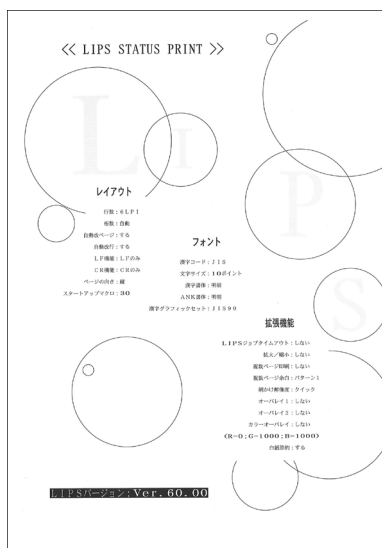 << LIPS STATUS PRINT >>
L
I
P
S
レイアウト
行数：6LPI
桁数：自動
自動改ページ：する
自動改行：する
LF機能：LFのみ
CR機能：CRのみ
ページの向き：縦
スタートアップマクロ：30
フォント
漢字コード：JIS
文字サイズ：10ポイント
漢字書体：明朝
ANK書体：明朝
漢字グラフィックセット：JIS90
拡張機能
LIPSジョブタイムアウト：しない
拡大／縮小：しない
複数ページ印刷：しない
複数ページ余白：パターン1
網かけ解像度：クイック
オーバレイ1：しない
オーバレイ2：しない
カラーオーバレイ：しない
(R=0;G=1000;B=1000)
白紙節約：する
LIPSバージョン：Ver.60.00